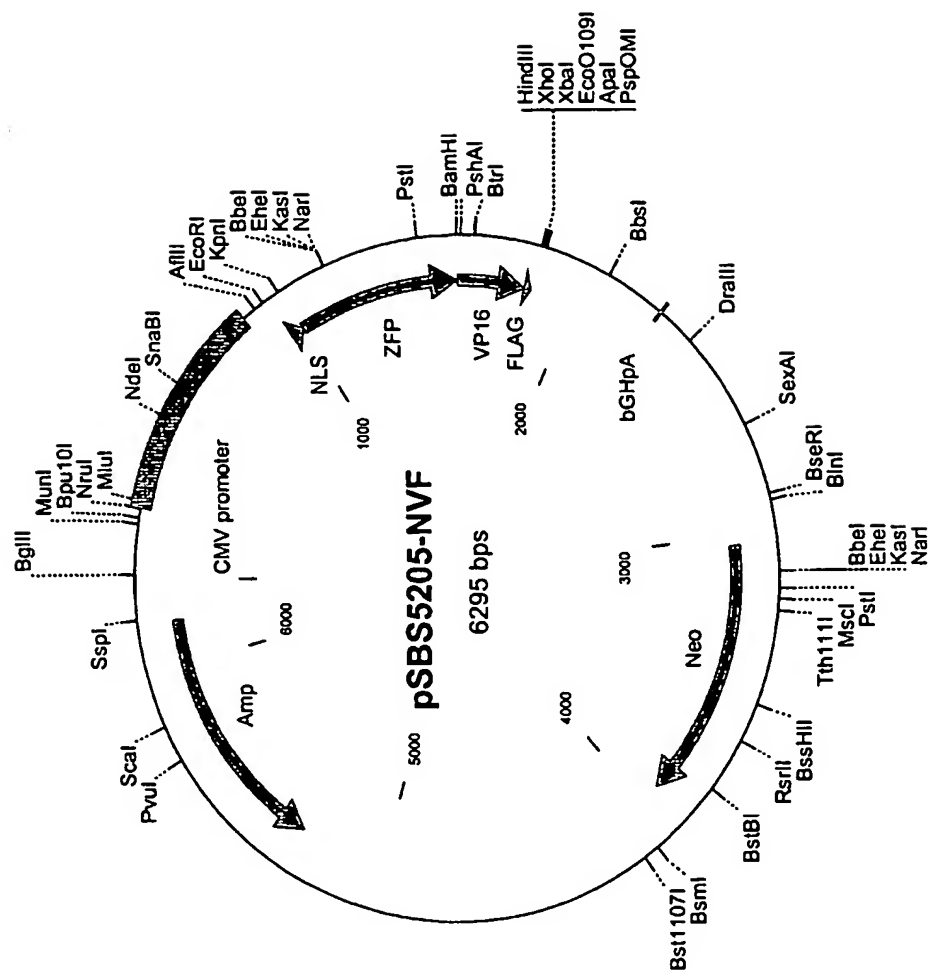 pSBS5205-NVF
6295 bps
BglII
MunI
Bpu10I
NruI
MluI
NdeI
SnaBI
AflII
EcoRI
KpnI
BbeI
EheI
KasI
NarI
PstI
BamHI
PshAI
BtrI
HindIII
XhoI
XbaI
EcoO109I
ApaI
PspOMI
BbsI
DraIII
SexAI
BseRI
BlnI
BbeI
EheI
KasI
NarI
PstI
MscI
Tth111I
BssHII
RsrII
BstBI
BsmI
Bst1107I
PvuI
ScaI
SspI
CMV promoter
NLS
ZFP
VP16
FLAG
bGHpA
Neo
Amp
1000
2000
3000
4000
5000
6000